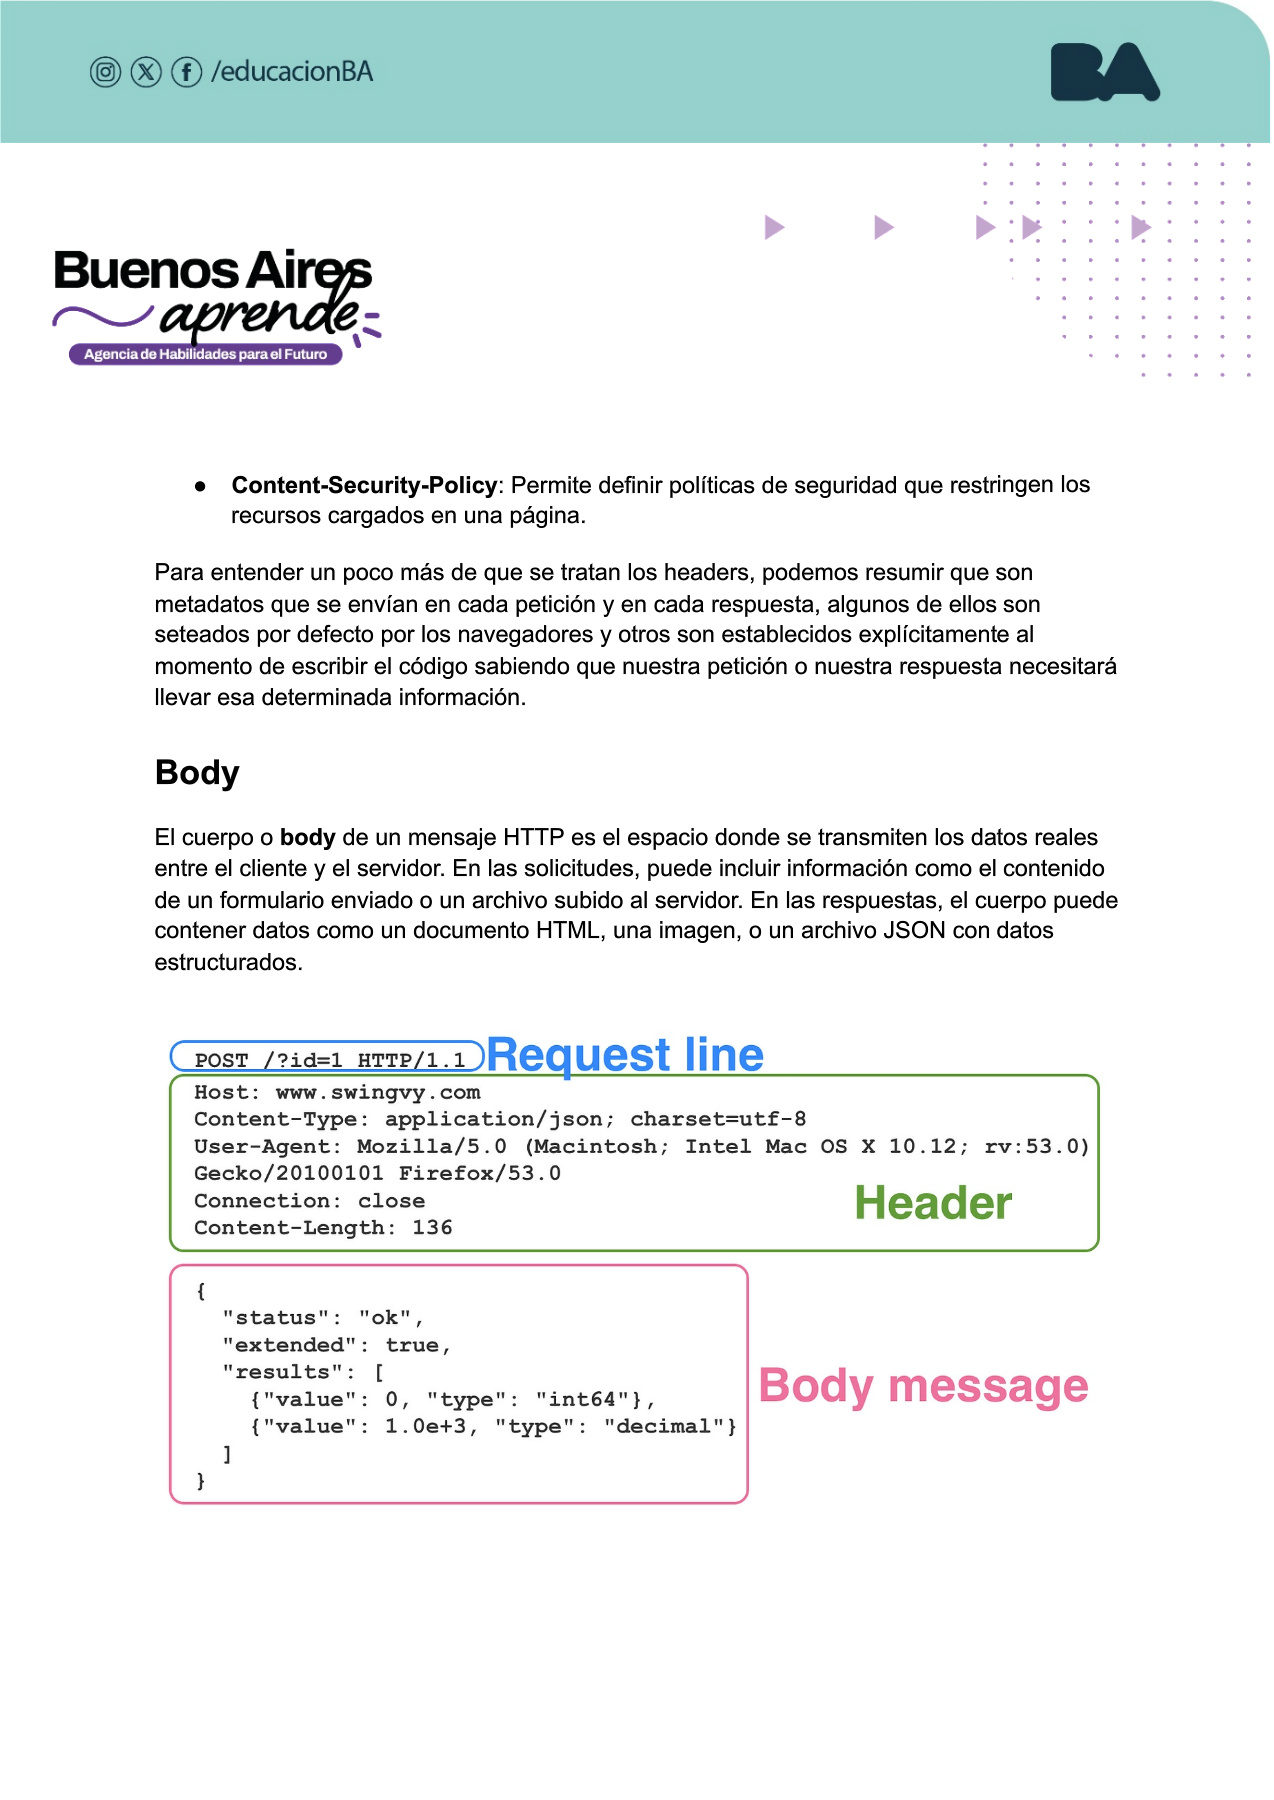 /educacionBA
BA
Buenos Aires
aprende
Agencia de Habilidades para el Futuro
● Content-Security-Policy: Permite definir políticas de seguridad que restringen los
recursos cargados en una página.
Para entender un poco más de que se tratan los headers, podemos resumir que son
metadatos que se envían en cada petición y en cada respuesta, algunos de ellos son
seteados por defecto por los navegadores y otros son establecidos explícitamente al
momento de escribir el código sabiendo que nuestra petición o nuestra respuesta necesitará
llevar esa determinada información.
Body
El cuerpo o body de un mensaje HTTP es el espacio donde se transmiten los datos reales
entre el cliente y el servidor. En las solicitudes, puede incluir información como el contenido
de un formulario enviado o un archivo subido al servidor. En las respuestas, el cuerpo puede
contener datos como un documento HTML, una imagen, o un archivo JSON con datos
estructurados.
POST /?id=1 HTTP/1.1 Request line
Host: www.swingvy.com
Content-Type: application/json; charset=utf-8
User-Agent: Mozilla/5.0 (Macintosh; Intel Mac OS X 10.12; rv:53.0)
Gecko/20100101 Firefox/53.0
Connection: close
Header
Content-Length: 136
{
  "status": "ok",
  "extended": true,
  "results": [
    {"value": 0, "type": "int64"},
Body message
    {"value": 1.0e+3, "type": "decimal"}
  ]
}